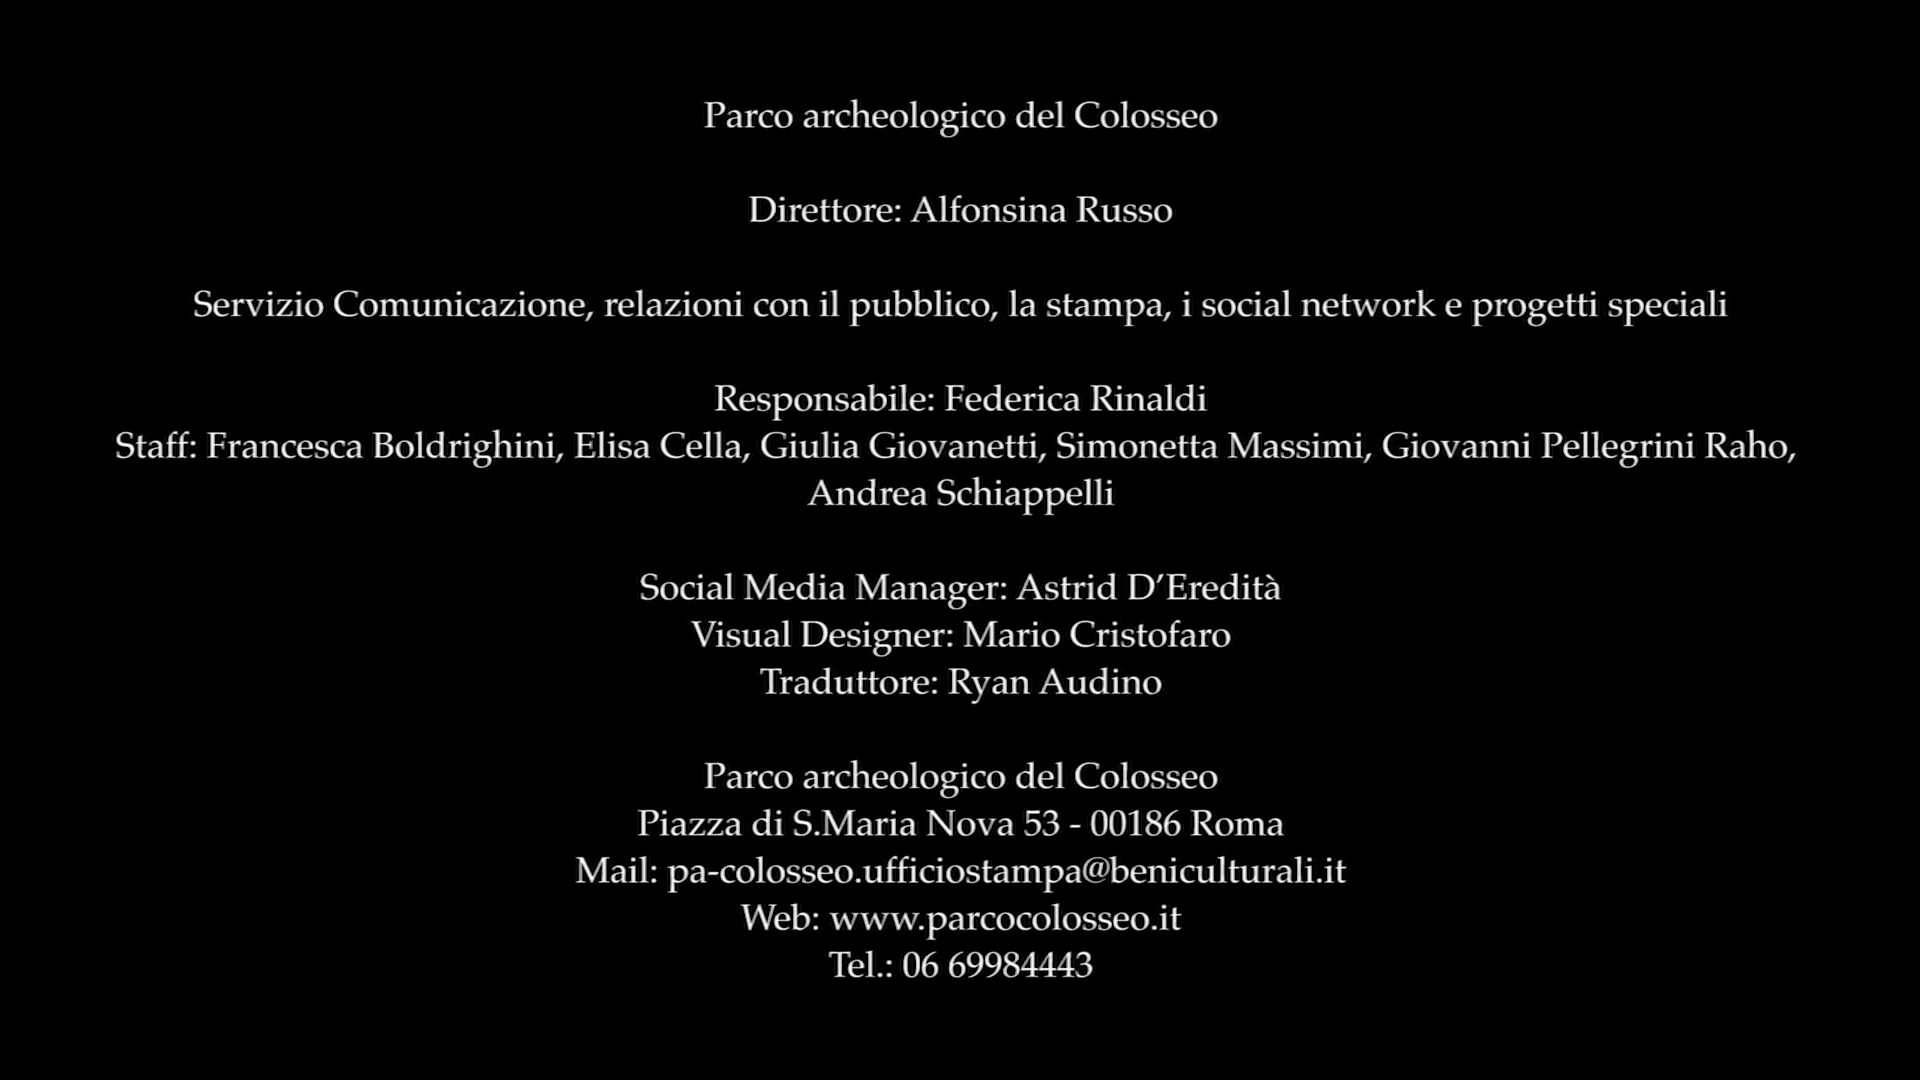 Parco archeologico del Colosseo
Direttore: Alfonsina Russo
Servizio Comunicazione, relazioni con il pubblico, la stampa, i social network e progetti speciali
Responsabile: Federica Rinaldi
Staff: Francesca Boldrighini, Elisa Cella, Giulia Giovanetti, Simonetta Massimi, Giovanni Pellegrini Raho,
Andrea Schiappelli
Social Media Manager: Astrid D’Eredità
Visual Designer: Mario Cristofaro
Traduttore: Ryan Audino
Parco archeologico del Colosseo
Piazza di S.Maria Nova 53 - 00186 Roma
Mail: pa-colosseo.ufficiostampa@beniculturali.it
Web: www.parcocolosseo.it
Tel.: 06 69984443